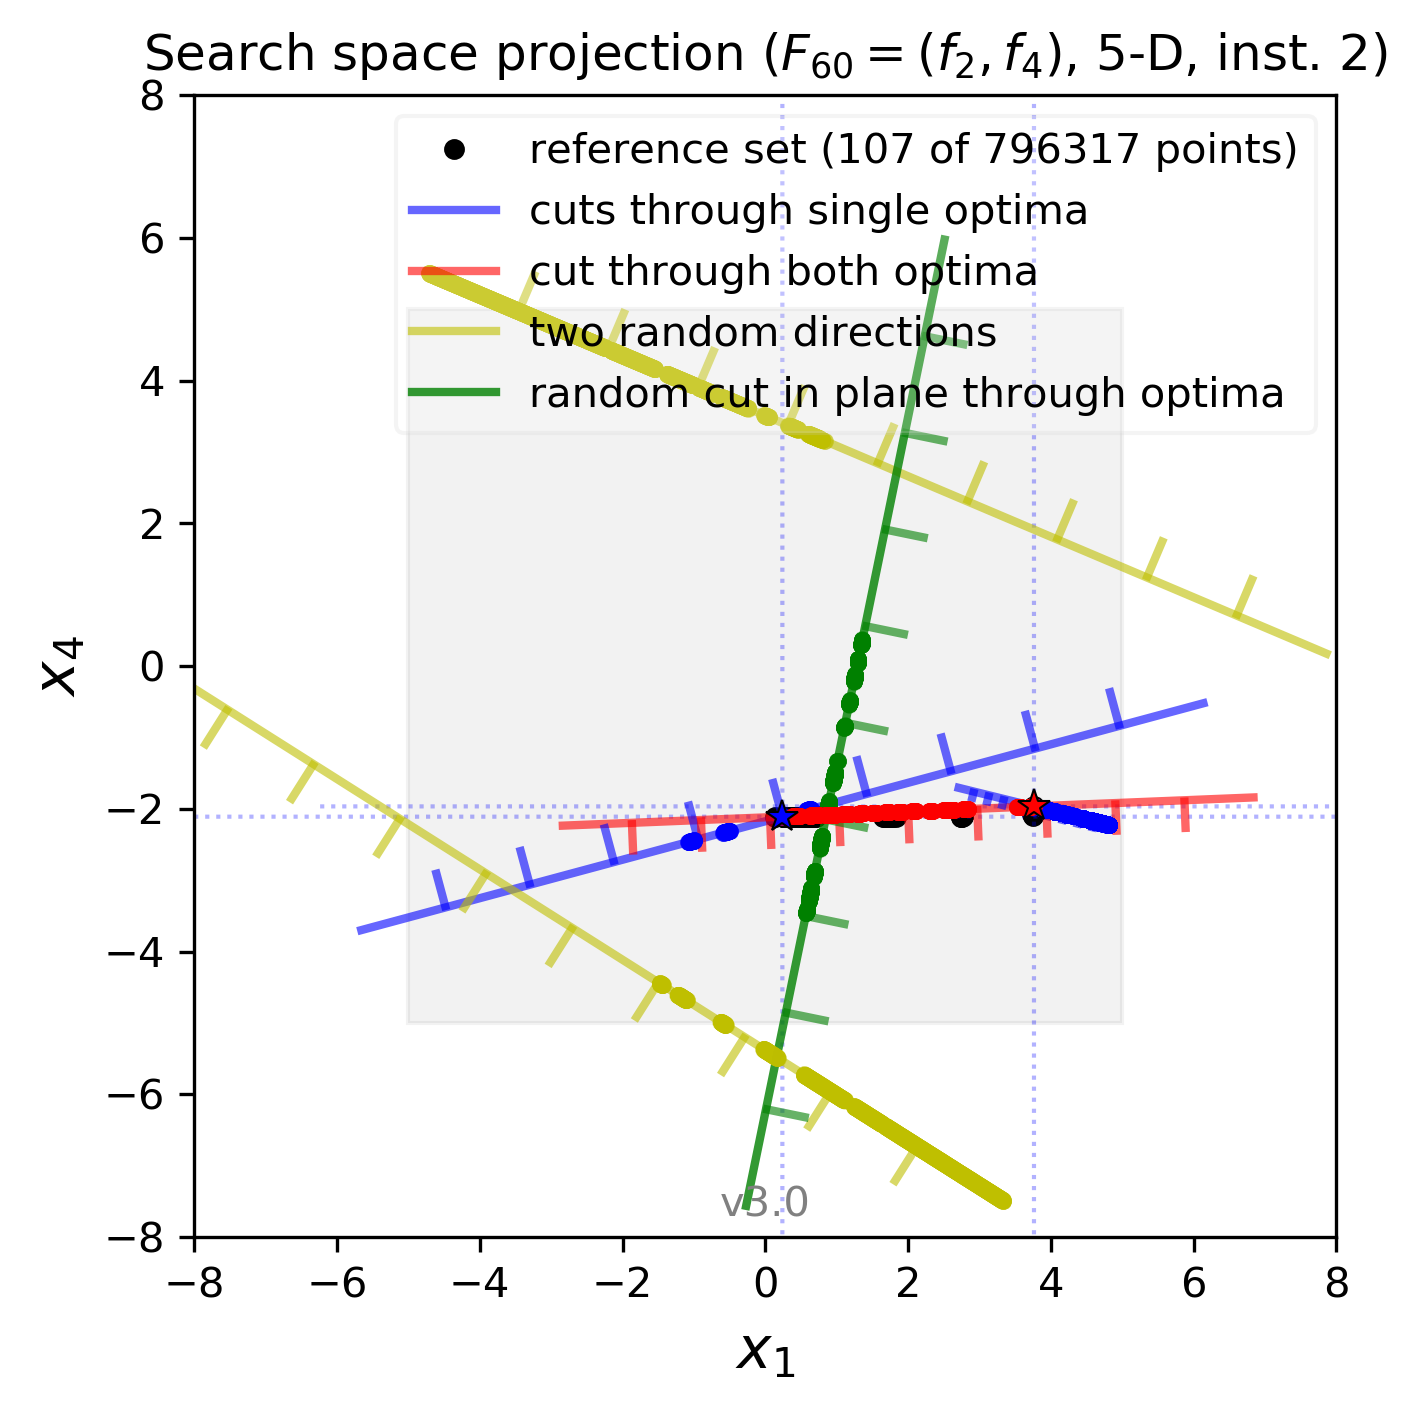 Search space projection (F₆₀ = (f₂, f₄), 5-D, inst. 2)
reference set (107 of 796317 points)
cuts through single optima
cut through both optima
two random directions
random cut in plane through optima
8
6
4
2
0
−2
−4
−6
−8
x₄
v3.0
−8 −6 −4 −2 0 2 4 6 8
x₁